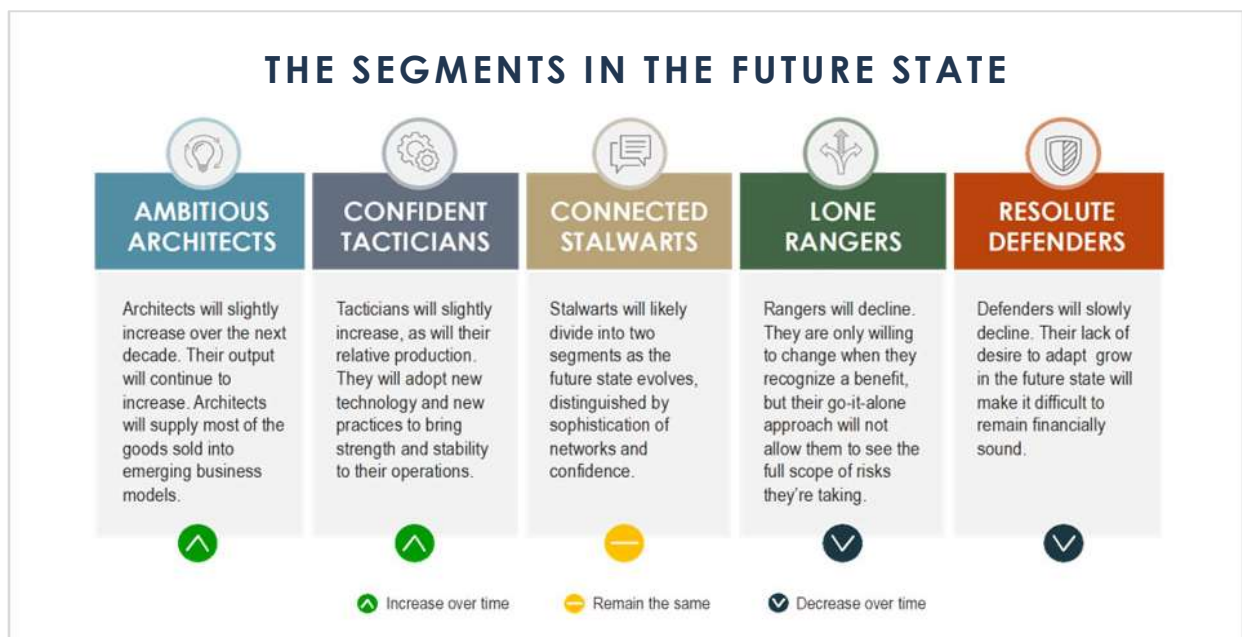 THE SEGMENTS IN THE FUTURE STATE
AMBITIOUS
ARCHITECTS
Architects will slightly
increase over the next
decade. Their output
will continue to
increase. Architects
will supply most of the
goods sold into
emerging business
models.
CONFIDENT
TACTICIANS
Tacticians will slightly
increase, as will their
relative production.
They will adopt new
technology and new
practices to bring
strength and stability
to their operations.
CONNECTED
STALWARTS
Stalwarts will likely
divide into two
segments as the
future state evolves,
distinguished by
sophistication of
networks and
confidence.
LONE
RANGERS
Rangers will decline.
They are only willing
to change when they
recognize a benefit,
but their go-it-alone
approach will not
allow them to see the
full scope of risks
they're taking.
RESOLUTE
DEFENDERS
Defenders will slowly
decline. Their lack of
desire to adapt  grow
in the future state will
make it difficult to
remain financially
sound.
Increase over time
Remain the same
Decrease over time